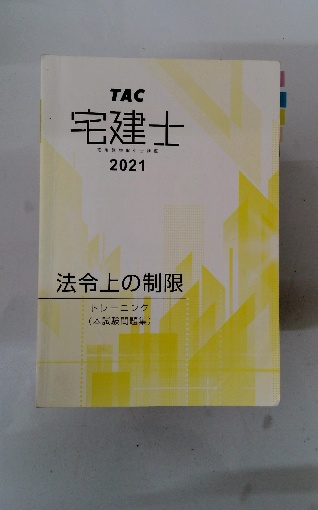 TAC
宅建士
2021
法令上の制限
トレーニング
(本試験問題集)